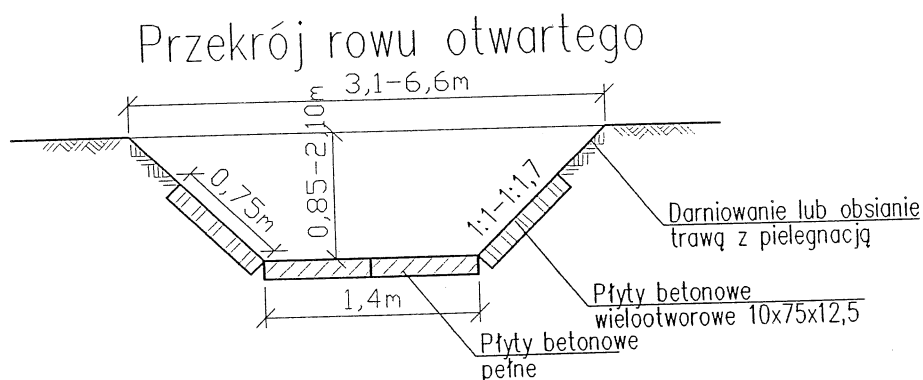 Przekrój rowu otwartego
3,1-6,6m
0,85-2,10m
0,75m
1:1-1:1,7
Darniowanie lub obsianie
trawą z pielegnacją
1,4m
Płyty betonowe
wielootworowe 10x75x12,5
Płyty betonowe
pełne